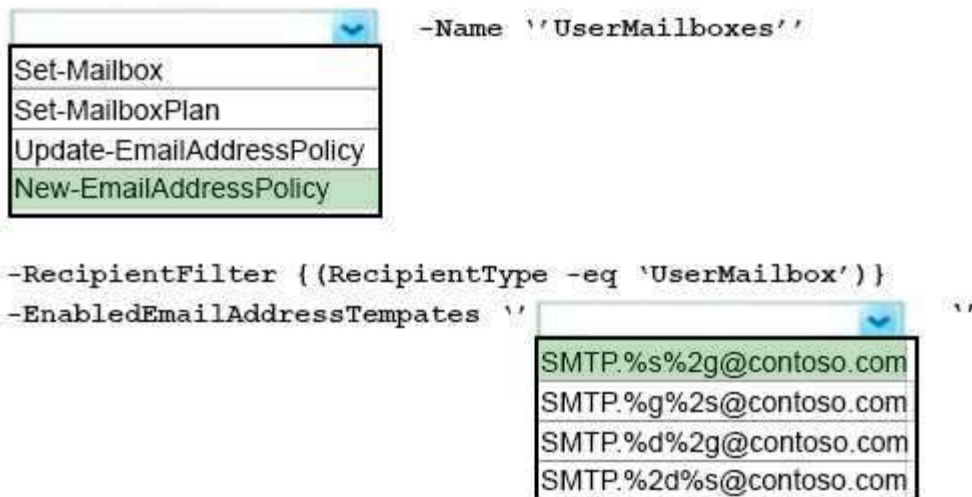 -Name ‘’UserMailboxes’’
Set-Mailbox
Set-MailboxPlan
Update-EmailAddressPolicy
New-EmailAddressPolicy
-RecipientFilter {(RecipientType -eq ‘UserMailbox’)}
-EnabledEmailAddressTempates ‘’ ‘’
SMTP.%s%2g@contoso.com
SMTP.%g%2s@contoso.com
SMTP.%d%2g@contoso.com
SMTP.%2d%s@contoso.com